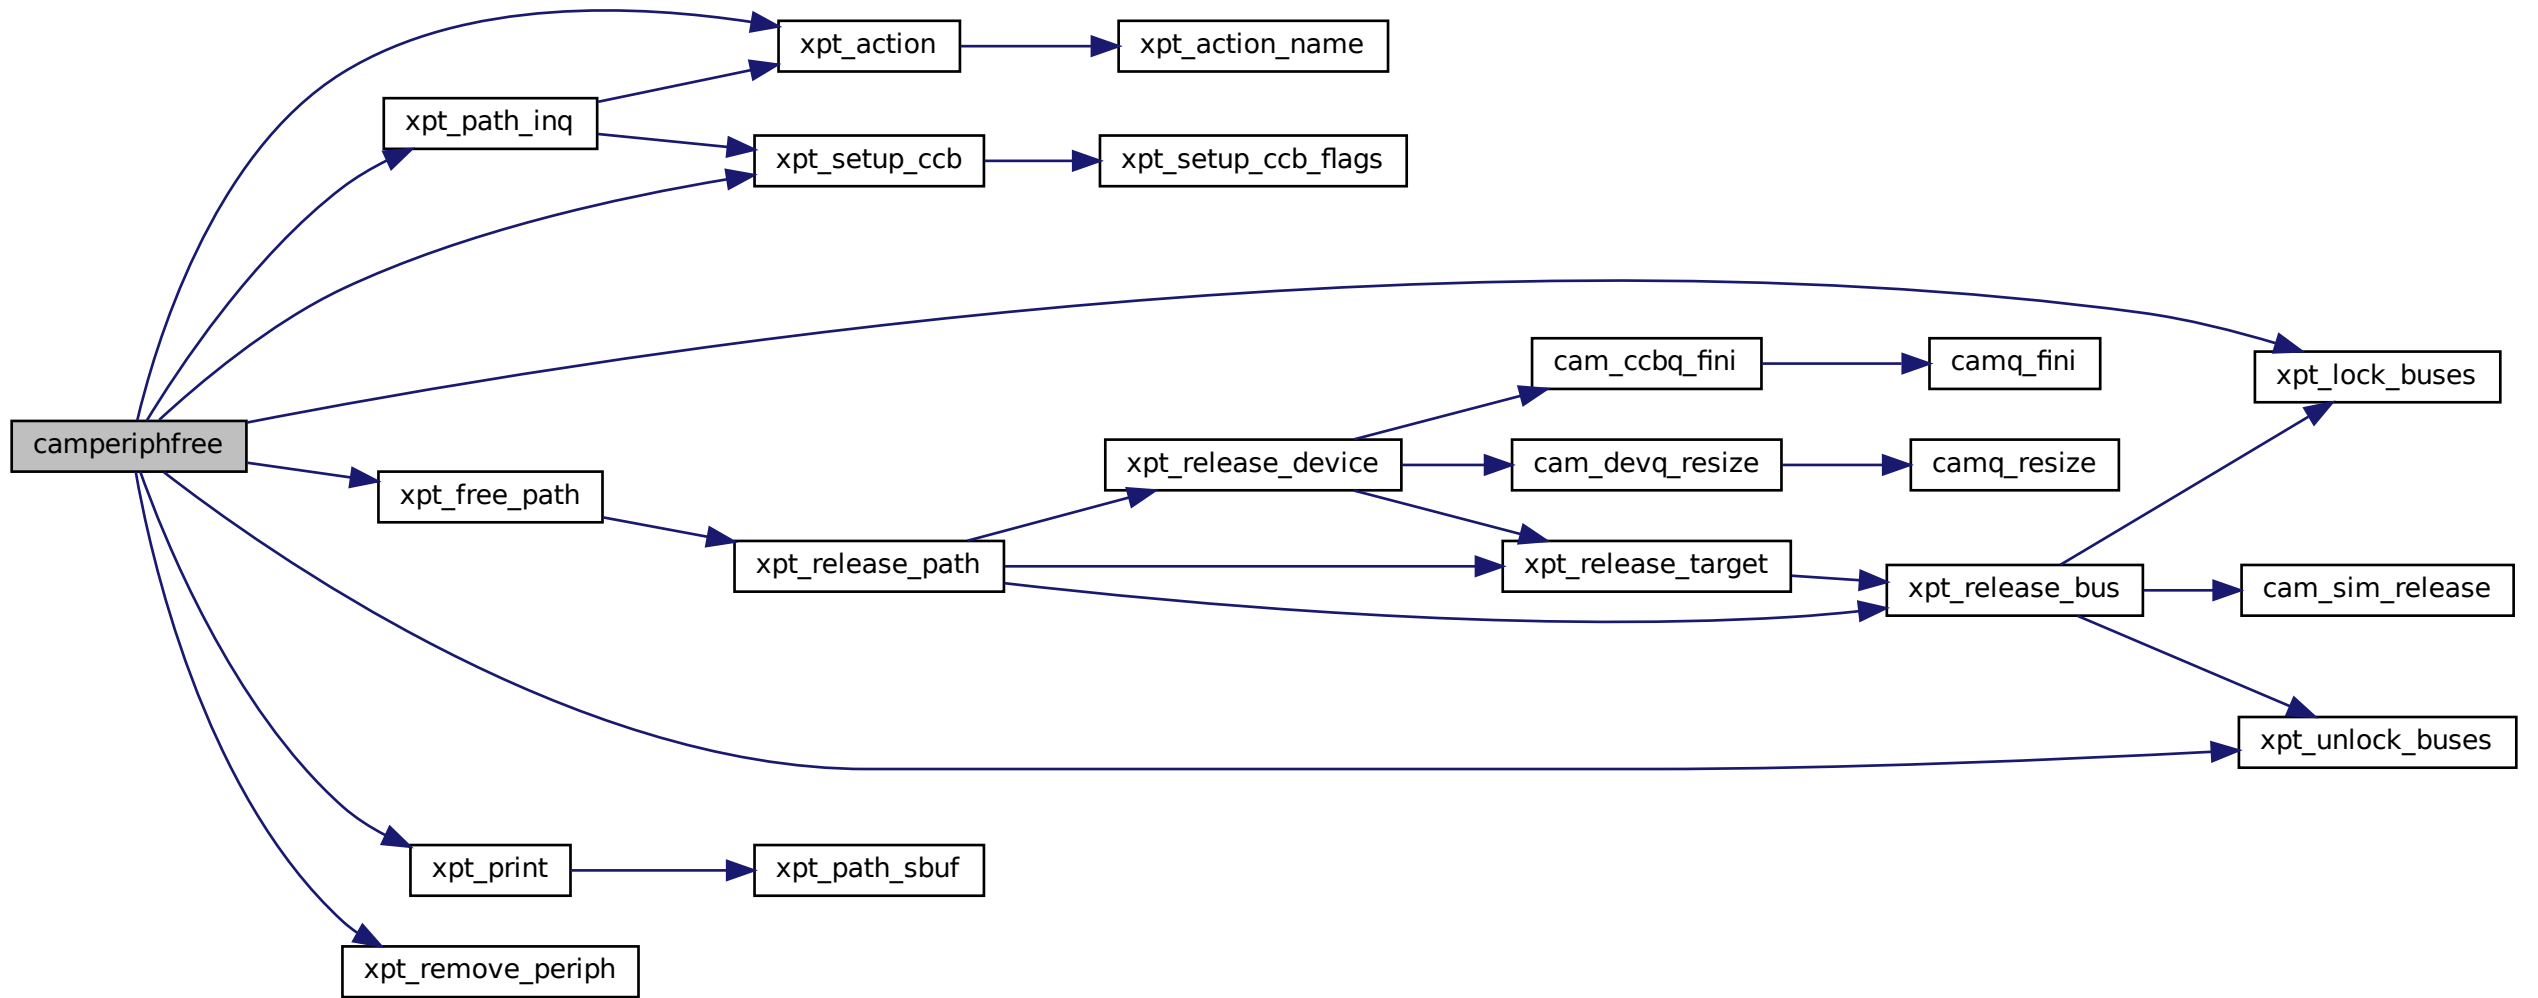 xpt_action
xpt_action_name
xpt_path_inq
xpt_setup_ccb
xpt_setup_ccb_flags
cam_ccbq_fini
camq_fini
xpt_lock_buses
camperiphfree
xpt_release_device
cam_devq_resize
camq_resize
xpt_free_path
xpt_release_path
xpt_release_target
xpt_release_bus
cam_sim_release
xpt_unlock_buses
xpt_print
xpt_path_sbuf
xpt_remove_periph